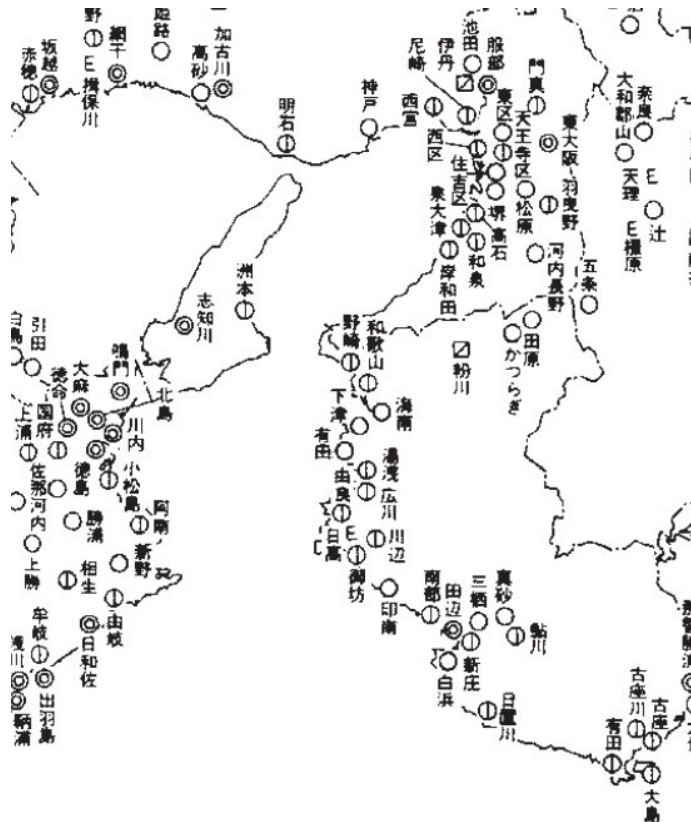 赤穂
坂越
野
E
揖保川
網干
姫路
高砂
加古川
明石
神戸
西宮
尼崎
伊丹
池田
服部
東区
西区
天王寺区
住吉区
門真
東大阪
羽曳野
松原
堺
高石
泉大津
和泉
岸和田
河内長野
大和郡山
奈良
天理
E
辻
E
橿原
五条
洲本
志知川
引田
鳴門
大麻
北島
国府
上浦
川内
徳島
小松島
佐那河内
勝浦
上勝
阿南
新野
相生
由岐
日和佐
牟岐
出羽島
鞆浦
野崎
和歌山
粉川
かつらぎ
田原
下津
海南
有田
湯浅
広川
由良
E
日高
川辺
御坊
印南
南部
田辺
三栖
真砂
鮎川
新庄
白浜
日置川
古座川
古座
有田
大島